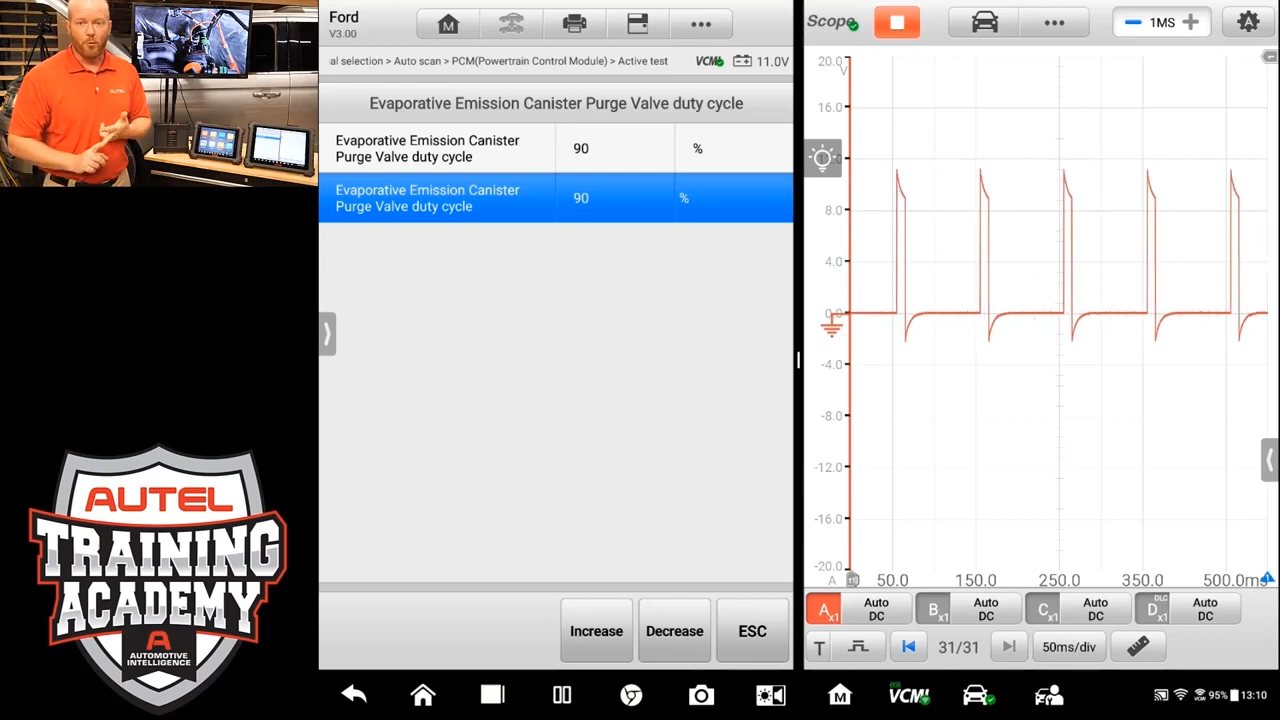 Ford
V3.00
al selection > Auto scan > PCM(Powertrain Control Module) > Active test
VCMI
11.0V
Evaporative Emission Canister Purge Valve duty cycle
Evaporative Emission Canister Purge Valve duty cycle 90 %
Evaporative Emission Canister Purge Valve duty cycle 90 %
Increase
Decrease
ESC
Scope
1MS
20.0
V
16.0
8.0
4.0
0.0
-4.0
-8.0
-12.0
-16.0
-20.0
A
50.0 150.0 250.0 350.0 500.0ms
A x1 Auto DC
B x1 Auto DC
C x1 Auto DC
DLC D x1 Auto DC
T
31/31
50ms/div
VCMI
95% 13:10
AUTEL
AUTEL
TRAINING
ACADEMY
A
AUTOMOTIVE
INTELLIGENCE